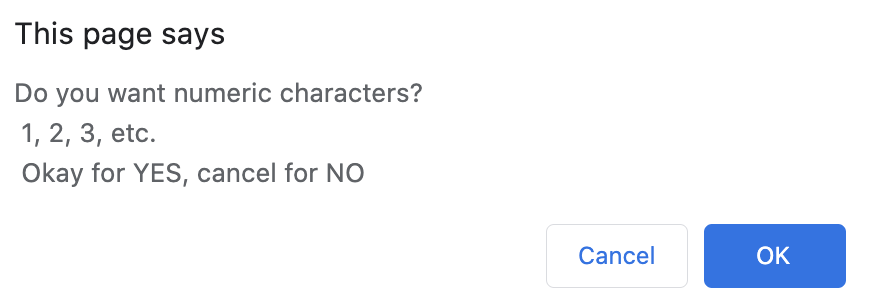 This page says
Do you want numeric characters?
1, 2, 3, etc.
Okay for YES, cancel for NO
Cancel
OK